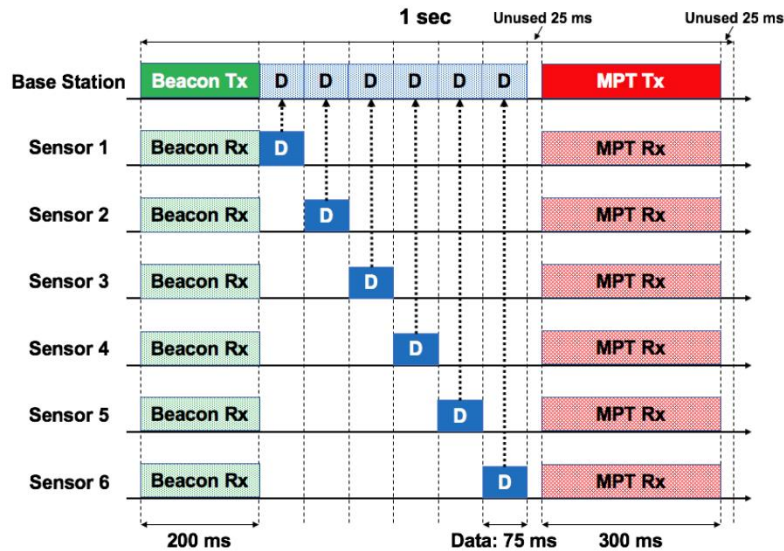 1 sec
Unused 25 ms
Unused 25 ms
Base Station
Beacon Tx
D
D
D
D
D
D
MPT Tx
Sensor 1
Beacon Rx
D
MPT Rx
Sensor 2
Beacon Rx
D
MPT Rx
Sensor 3
Beacon Rx
D
MPT Rx
Sensor 4
Beacon Rx
D
MPT Rx
Sensor 5
Beacon Rx
D
MPT Rx
Sensor 6
Beacon Rx
D
MPT Rx
200 ms
Data: 75 ms
300 ms